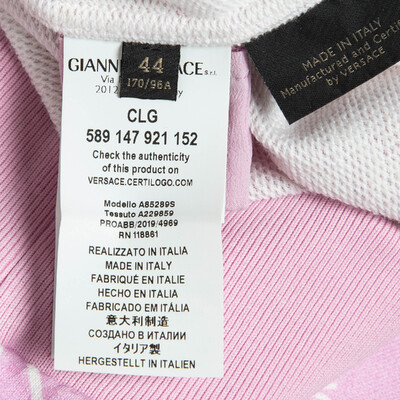 44
170/96A
GIANN
ACE S.r.l.
Via
2012
CLG
589 147 921 152
Check the authenticity
of this product on
VERSACE.CERTILOGO.COM
Modello A85289S
Tessuto A229859
PROABB/2019/4969
RN 118861
REALIZZATO IN ITALIA
MADE IN ITALY
FABRIQUÉ EN ITALIE
HECHO EN ITALIA
FABRICADO EM ITÁLIA
意大利制造
СДЕЛАНО В ИТАЛИИ
イタリア製
HERGESTELLT IN ITALIEN
MADE IN ITALY
Manufactured and Certified
by VERSACE